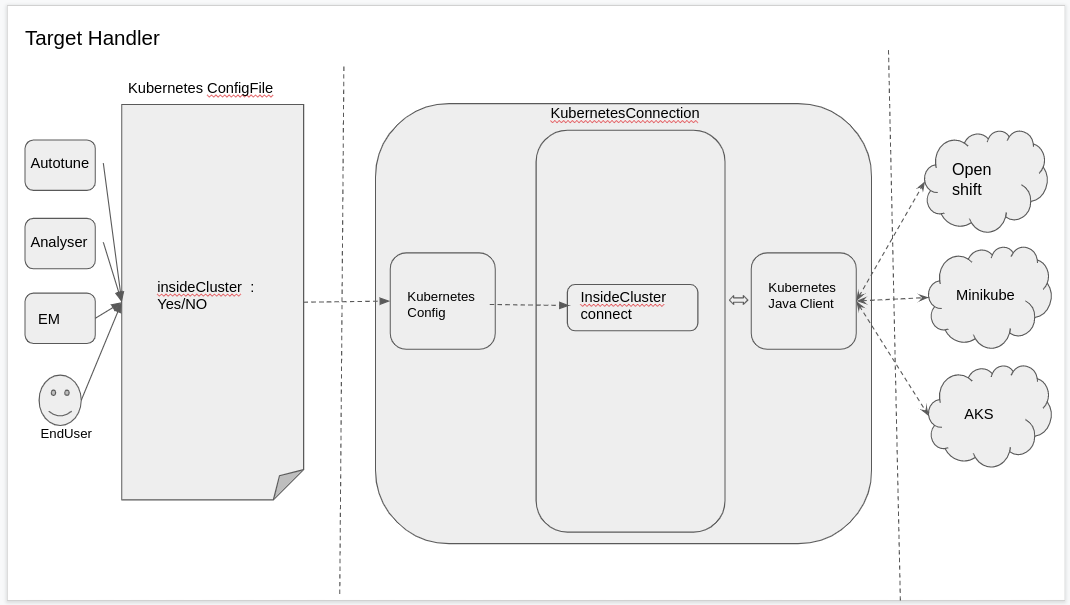 Target Handler
Kubernetes ConfigFile
Autotune
Analyser
EM
EndUser
insideCluster  :
Yes/NO
KubernetesConnection
Kubernetes
Config
InsideCluster
connect
Kubernetes
Java Client
Open
shift
Minikube
AKS